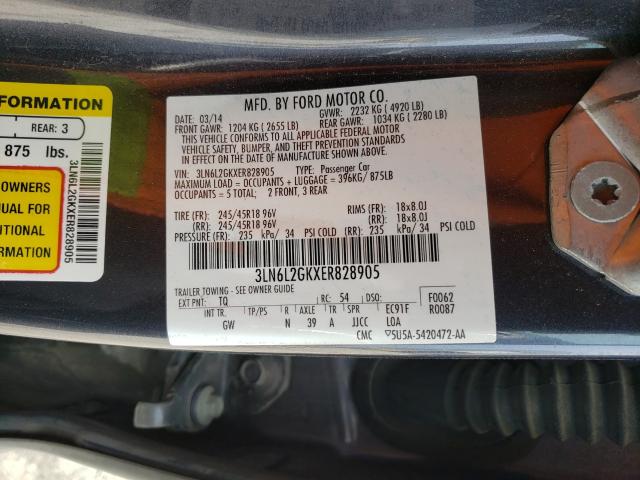 FORMATION
REAR: 3
875 lbs.
OWNERS
NUAL FOR
ITIONAL
MATION
3LN6L2GKXER828905
MFD. BY FORD MOTOR CO.
DATE: 03/14 GVWR: 2232 KG (4920 LB)
FRONT GAWR: 1204 KG (2655 LB) REAR GAWR: 1034 KG (2280 LB)
THIS VEHICLE CONFORMS TO ALL APPLICABLE FEDERAL MOTOR
VEHICLE SAFETY, BUMPER, AND THEFT PREVENTION STANDARDS
IN EFFECT ON THE DATE OF MANUFACTURE SHOWN ABOVE.
VIN: 3LN6L2GKXER828905 TYPE: Passenger Car
MAXIMUM LOAD = OCCUPANTS + LUGGAGE = 396KG/875LB
OCCUPANTS = 5 TOTAL; 2 FRONT, 3 REAR
TIRE (FR): 245/45R18 96V RIMS (FR): 18x8.0J
(RR): 245/45R18 96V (RR): 18x8.0J
PRESSURE (FR): 235 kPa/ 34 PSI COLD (RR): 235 kPa/ 34 PSI COLD
3LN6L2GKXER828905
TRAILER TOWING - SEE OWNER GUIDE
EXT PNT: TQ RC: 54 DSO: F0062
INT TR. TP/PS R AXLE TR SPR EC91F R0087
GW N 39 A JJCC LOA
CMC 5U5A-5420472-AA